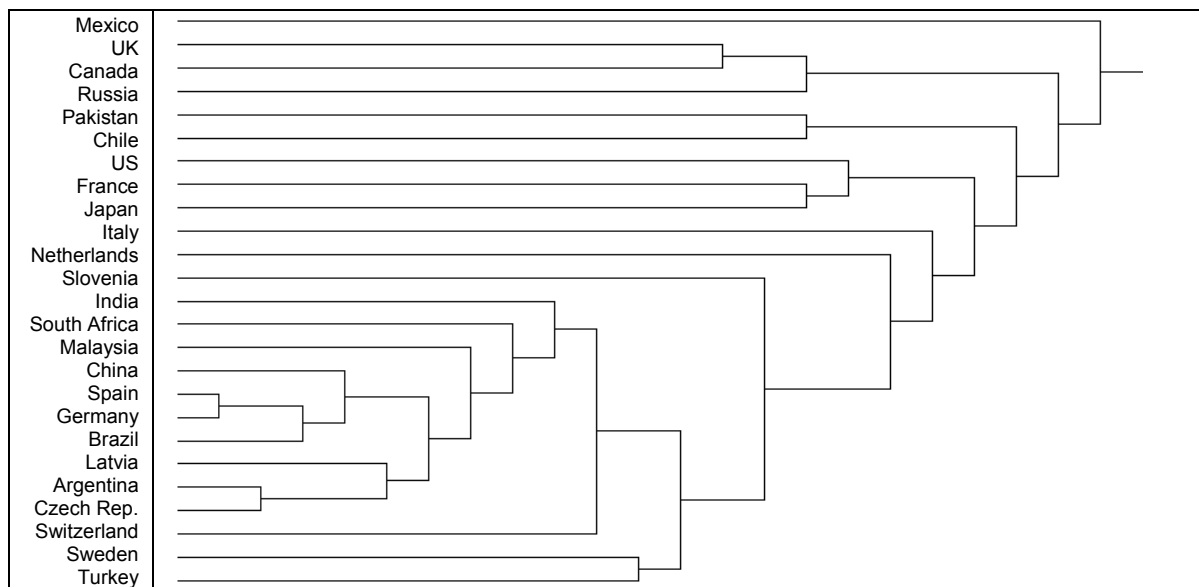 Mexico
UK
Canada
Russia
Pakistan
Chile
US
France
Japan
Italy
Netherlands
Slovenia
India
South Africa
Malaysia
China
Spain
Germany
Brazil
Latvia
Argentina
Czech Rep.
Switzerland
Sweden
Turkey